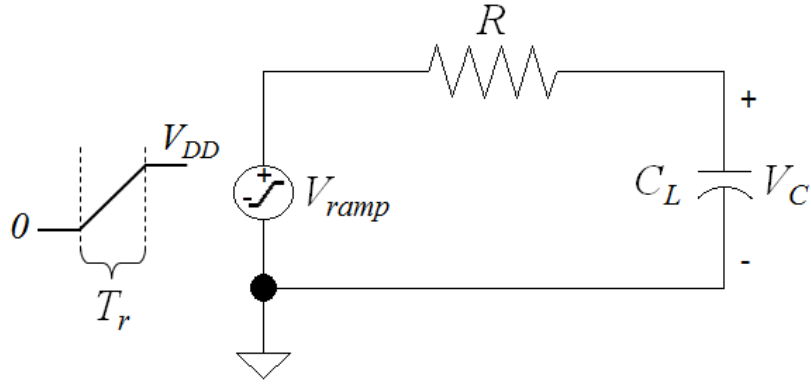 R
V_DD
+
+
0
-
V_ramp
C_L
V_C
-
T_r